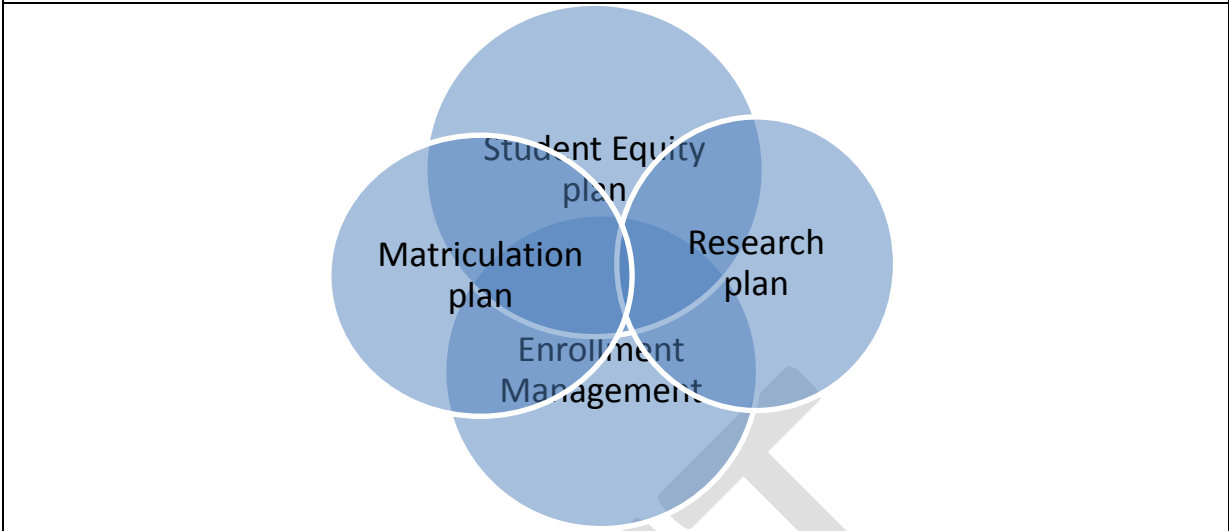 Student Equity
plan
Matriculation
plan
Research
plan
Enrollment
Management